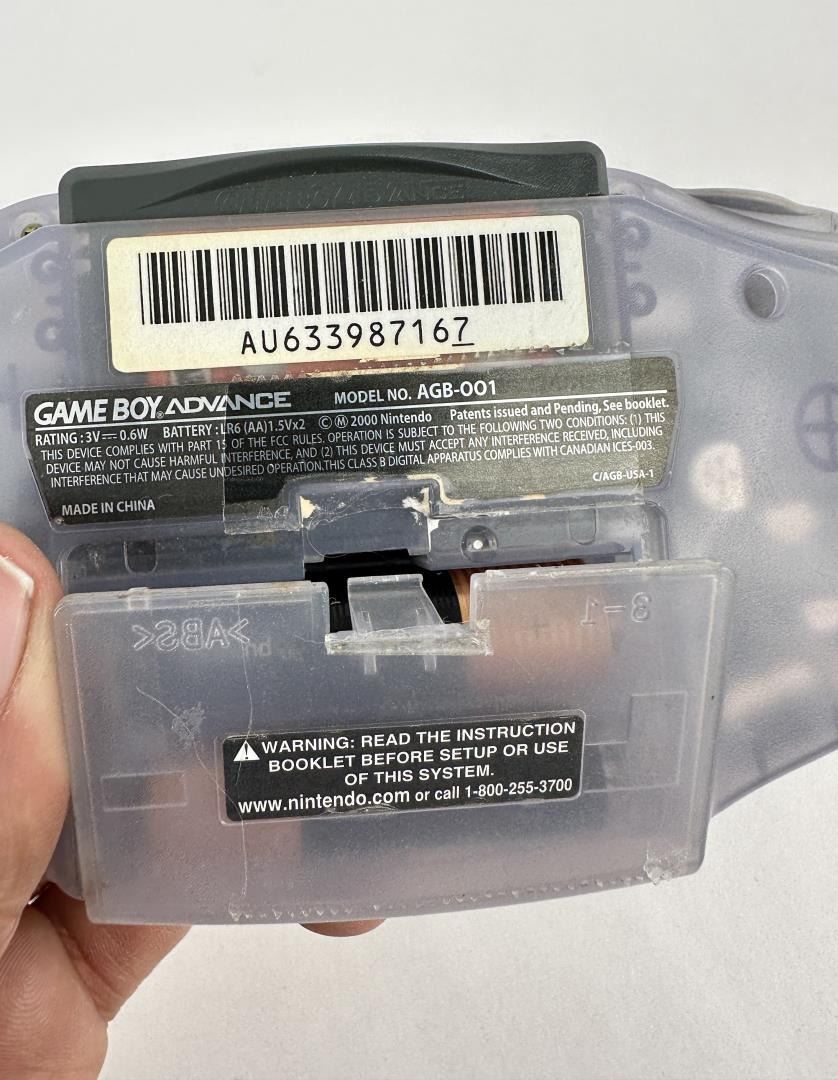 GAME BOY ADVANCE
AU633987167
GAME BOY ADVANCE MODEL NO. AGB-001
RATING : 3V⎓ 0.6W BATTERY : LR6 (AA)1.5Vx2 © Ⓜ 2000 Nintendo Patents issued and Pending, See booklet.
THIS DEVICE COMPLIES WITH PART 15 OF THE FCC RULES. OPERATION IS SUBJECT TO THE FOLLOWING TWO CONDITIONS: (1) THIS
DEVICE MAY NOT CAUSE HARMFUL INTERFERENCE, AND (2) THIS DEVICE MUST ACCEPT ANY INTERFERENCE RECEIVED, INCLUDING
INTERFERENCE THAT MAY CAUSE UNDESIRED OPERATION.THIS CLASS B DIGITAL APPARATUS COMPLIES WITH CANADIAN ICES-003.
C/AGB-USA-1
MADE IN CHINA
>ABS<
3-1
⚠WARNING: READ THE INSTRUCTION
BOOKLET BEFORE SETUP OR USE
OF THIS SYSTEM.
www.nintendo.com or call 1-800-255-3700